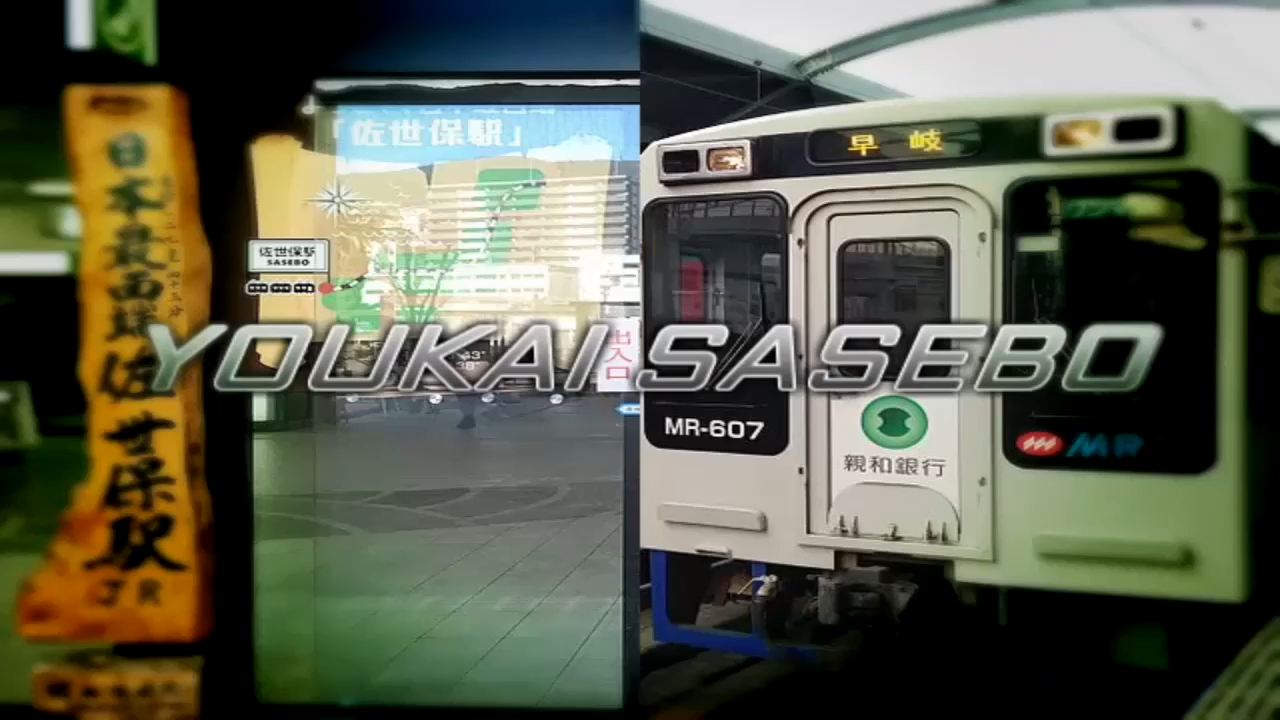 日本最西端佐世保駅
JR
「佐世保駅」
佐世保駅
SASEBO
出入口
YOUKAI SASEBO
早岐
MR-607
親和銀行
MR